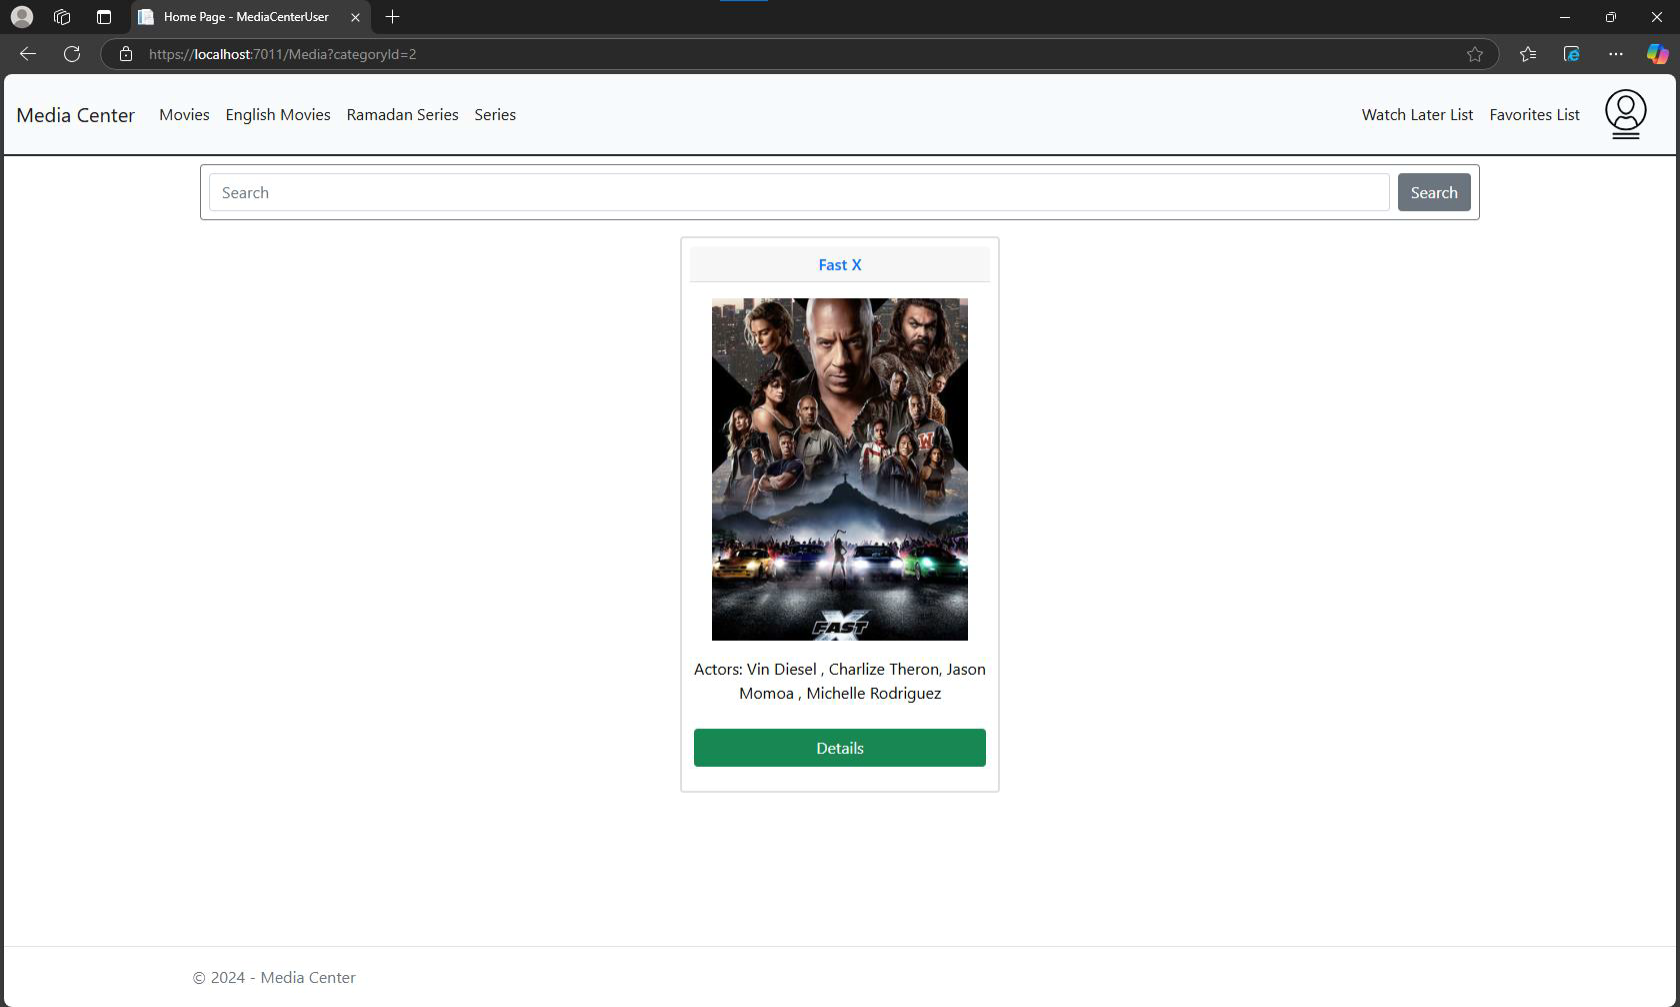 Home Page - MediaCenterUser
https://localhost:7011/Media?categoryId=2
Media Center Movies English Movies Ramadan Series Series Watch Later List Favorites List
Search Search
Fast X
W
FAST X
Actors: Vin Diesel , Charlize Theron, Jason
Momoa , Michelle Rodriguez
Details
© 2024 - Media Center